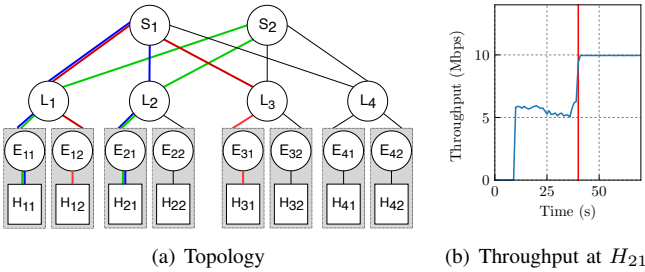 S1 S2
L1 L2 L3 L4
E11 E12 E21 E22 E31 E32 E41 E42
H11 H12 H21 H22 H31 H32 H41 H42
(a) Topology
Throughput (Mbps)
10
5
0
0 25 50
Time (s)
(b) Throughput at H21